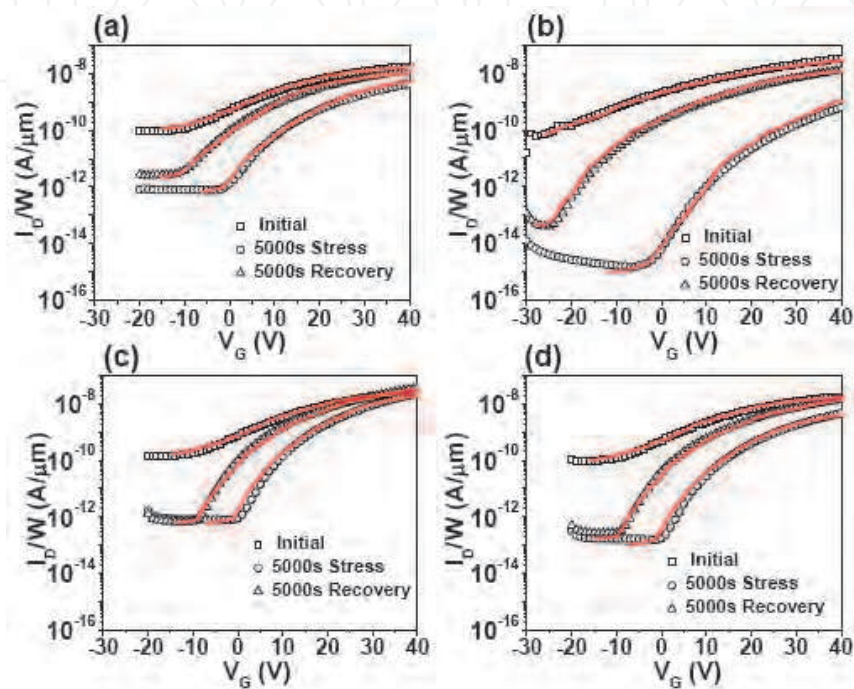 (a)
I_D/W (A/μm)
10^-8
10^-10
10^-12
10^-14
10^-16
Initial
5000s Stress
5000s Recovery
-30 -20 -10 0 10 20 30 40
V_G (V)
(b)
I_D/W (A/μm)
10^-8
10^-10
10^-12
10^-14
10^-16
Initial
5000s Stress
5000s Recovery
-30 -20 -10 0 10 20 30 40
V_G (V)
(c)
I_D/W (A/μm)
10^-8
10^-10
10^-12
10^-14
10^-16
Initial
5000s Stress
5000s Recovery
-30 -20 -10 0 10 20 30 40
V_G (V)
(d)
I_D/W (A/μm)
10^-8
10^-10
10^-12
10^-14
10^-16
Initial
5000s Stress
5000s Recovery
-30 -20 -10 0 10 20 30 40
V_G (V)